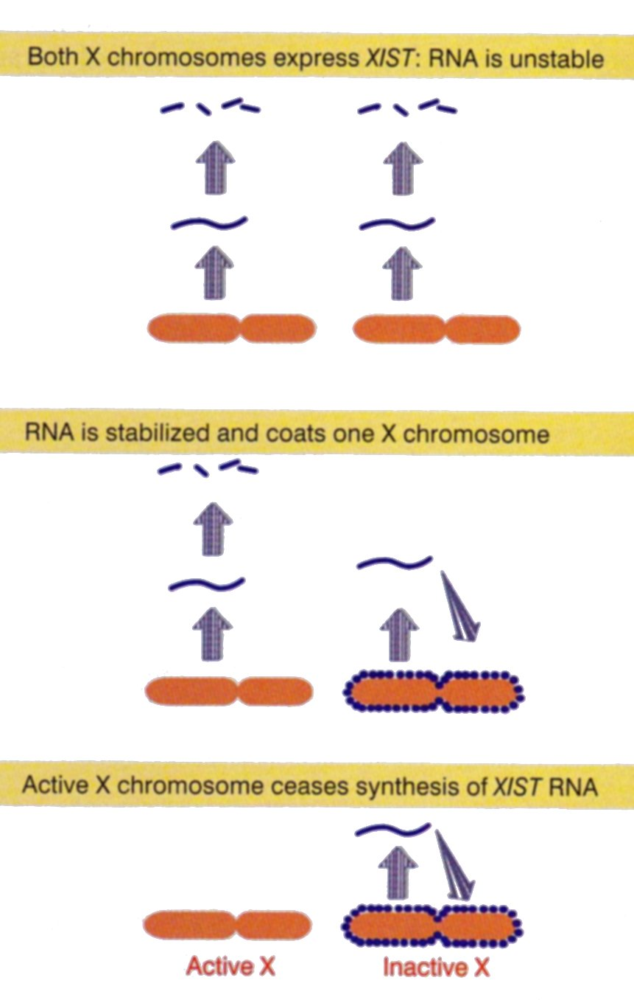 Both X chromosomes express XIST: RNA is unstable
RNA is stabilized and coats one X chromosome
Active X chromosome ceases synthesis of XIST RNA
Active X
Inactive X